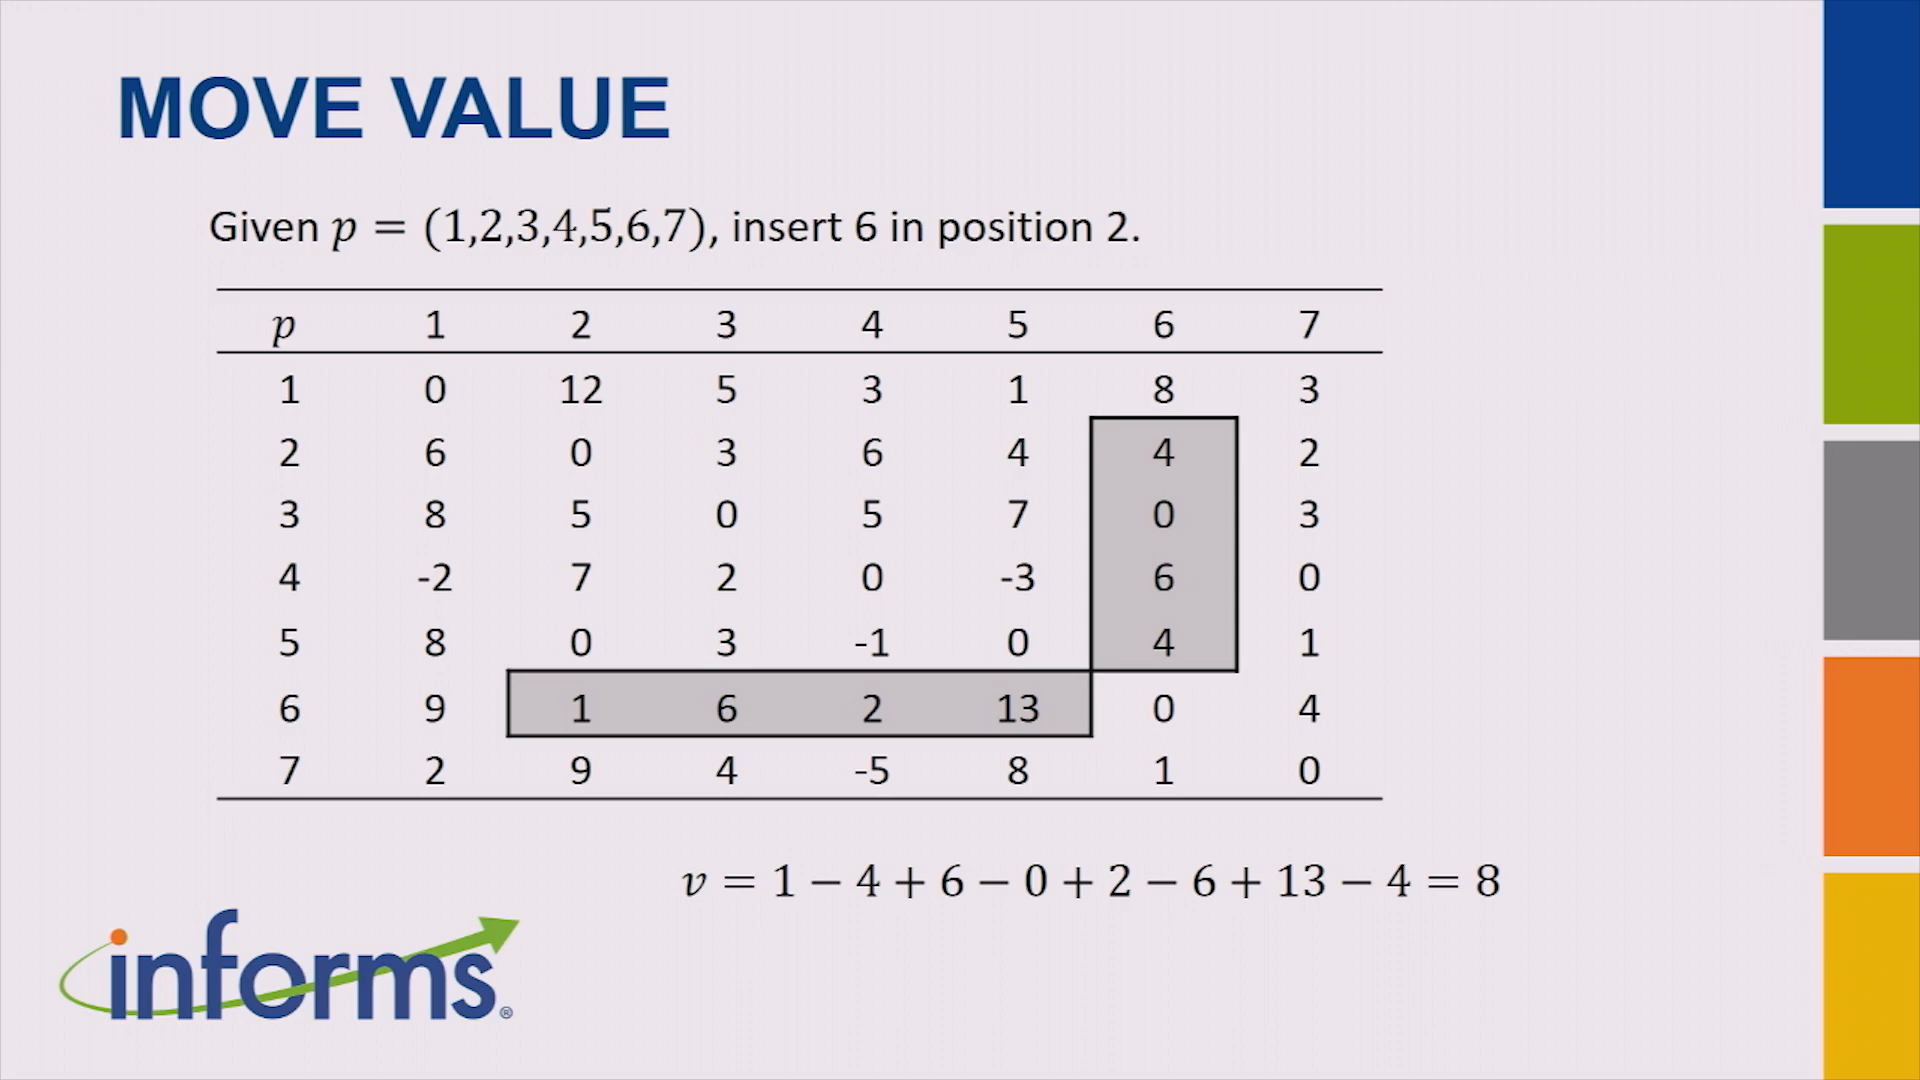 MOVE VALUE
Given p = (1,2,3,4,5,6,7), insert 6 in position 2.
p 1 2 3 4 5 6 7
1 0 12 5 3 1 8 3
2 6 0 3 6 4 4 2
3 8 5 0 5 7 0 3
4 -2 7 2 0 -3 6 0
5 8 0 3 -1 0 4 1
6 9 1 6 2 13 0 4
7 2 9 4 -5 8 1 0
v = 1 − 4 + 6 − 0 + 2 − 6 + 13 − 4 = 8
informs®